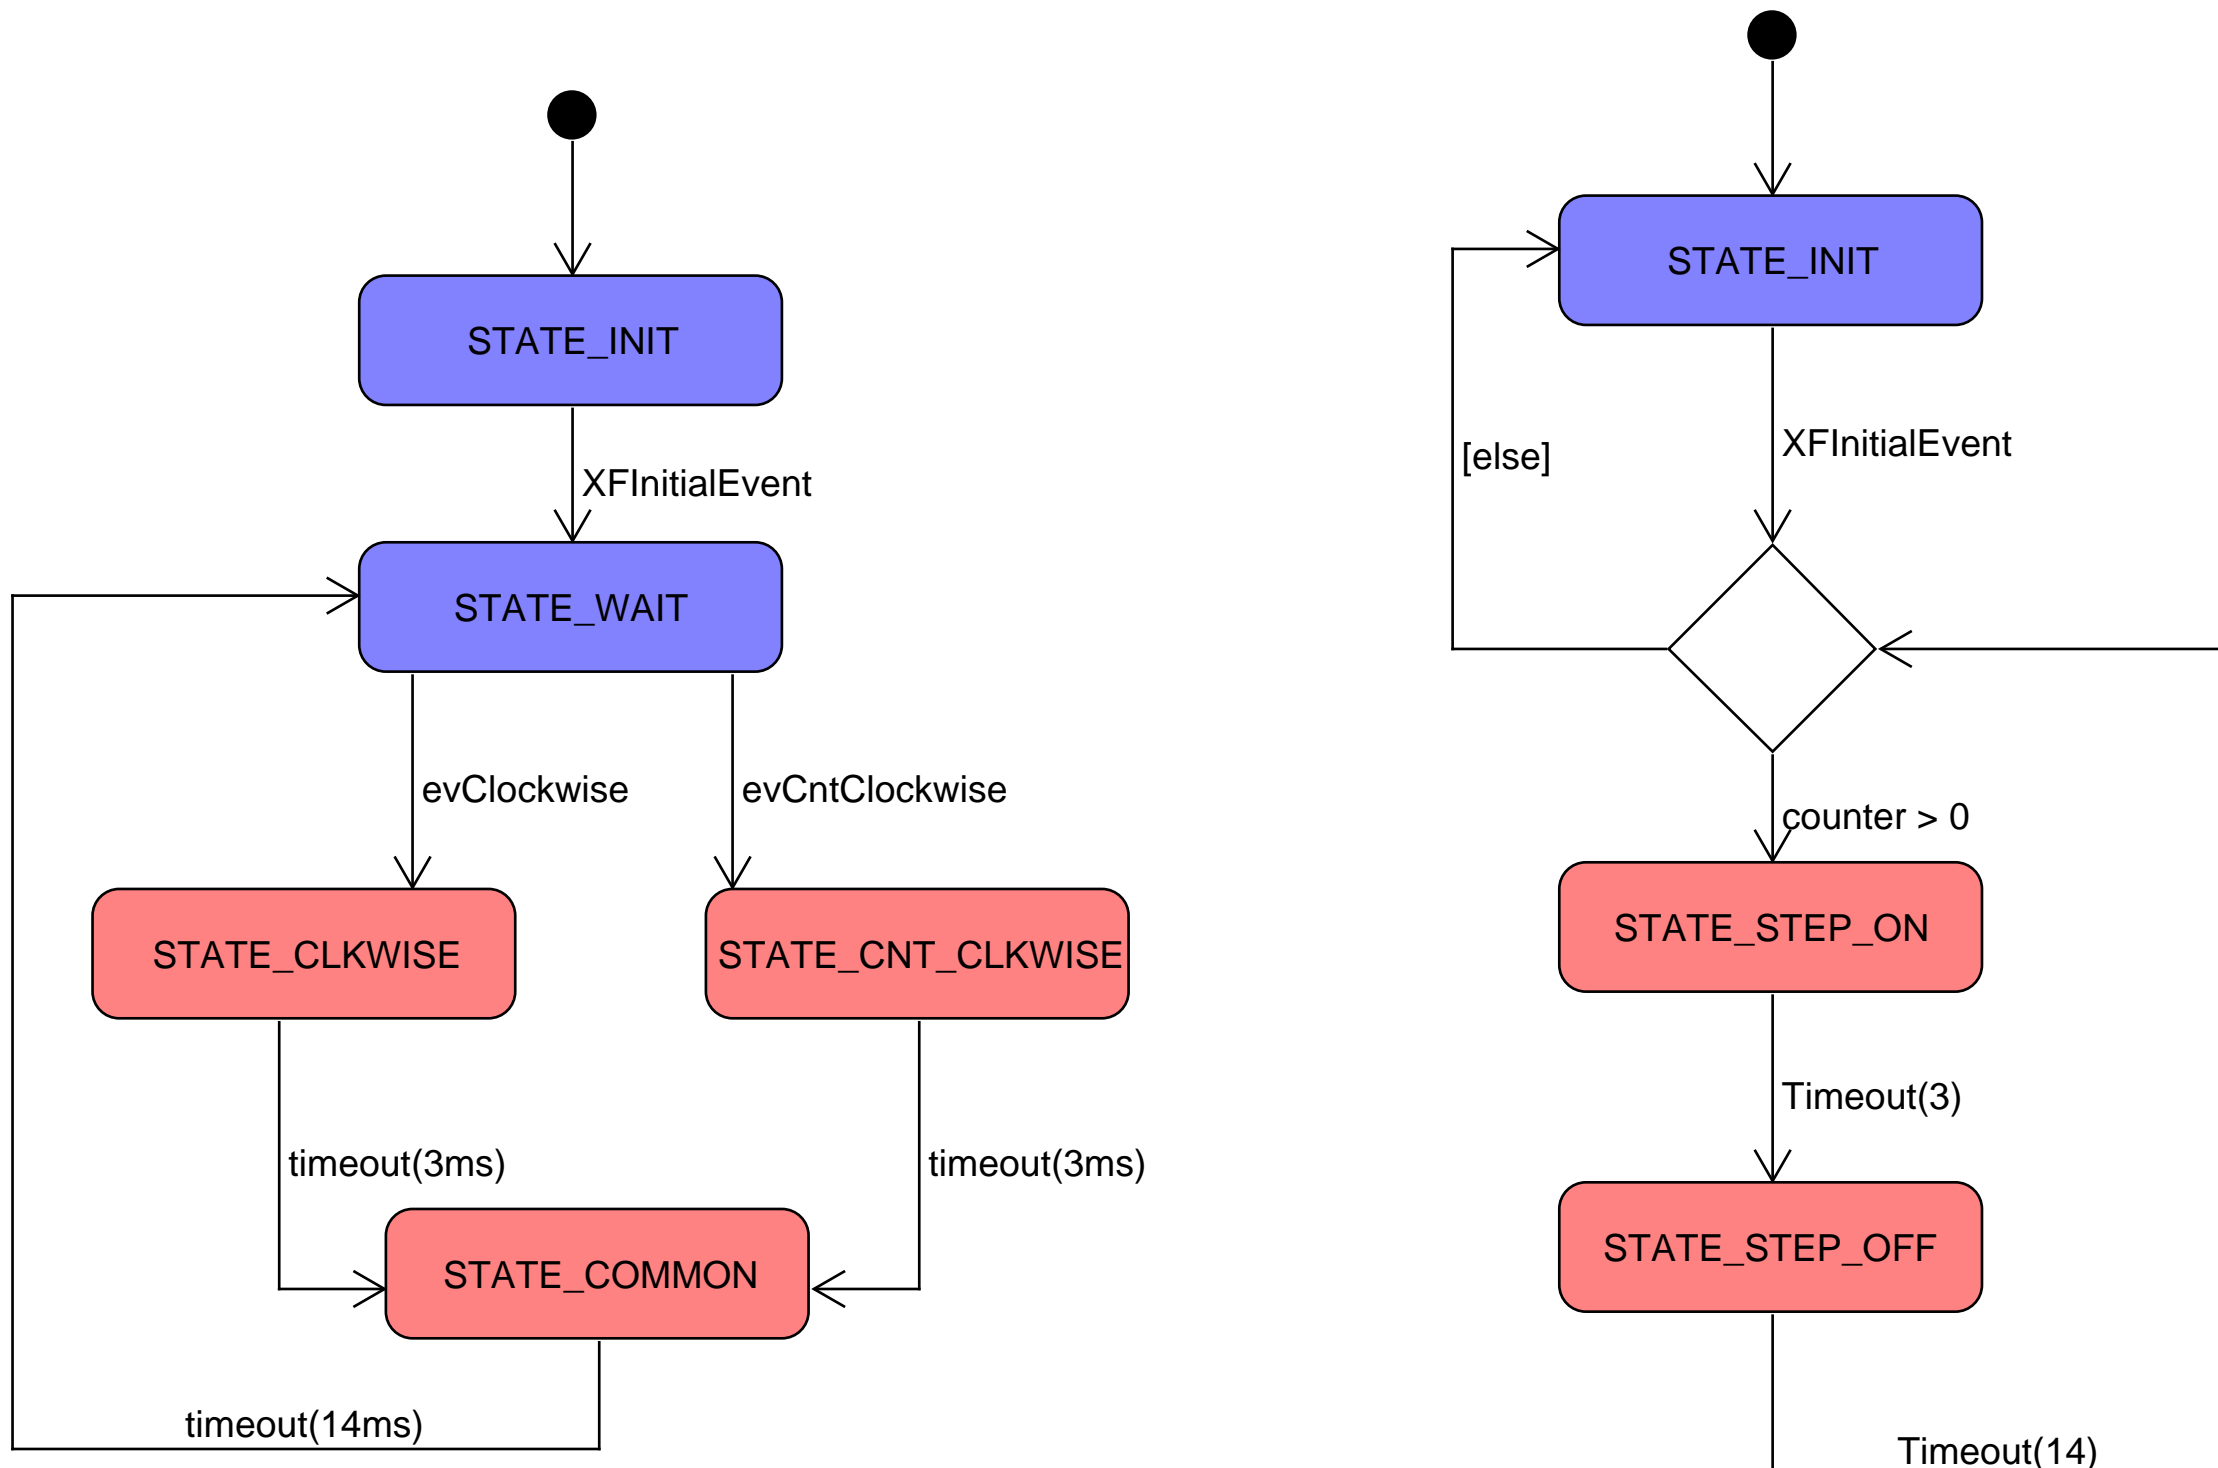 STATE_INIT
XFInitialEvent
STATE_WAIT
evClockwise
evCntClockwise
STATE_CLKWISE
STATE_CNT_CLKWISE
timeout(3ms)
timeout(3ms)
STATE_COMMON
timeout(14ms)
STATE_INIT
[else]
XFInitialEvent
counter > 0
STATE_STEP_ON
Timeout(3)
STATE_STEP_OFF
Timeout(14)